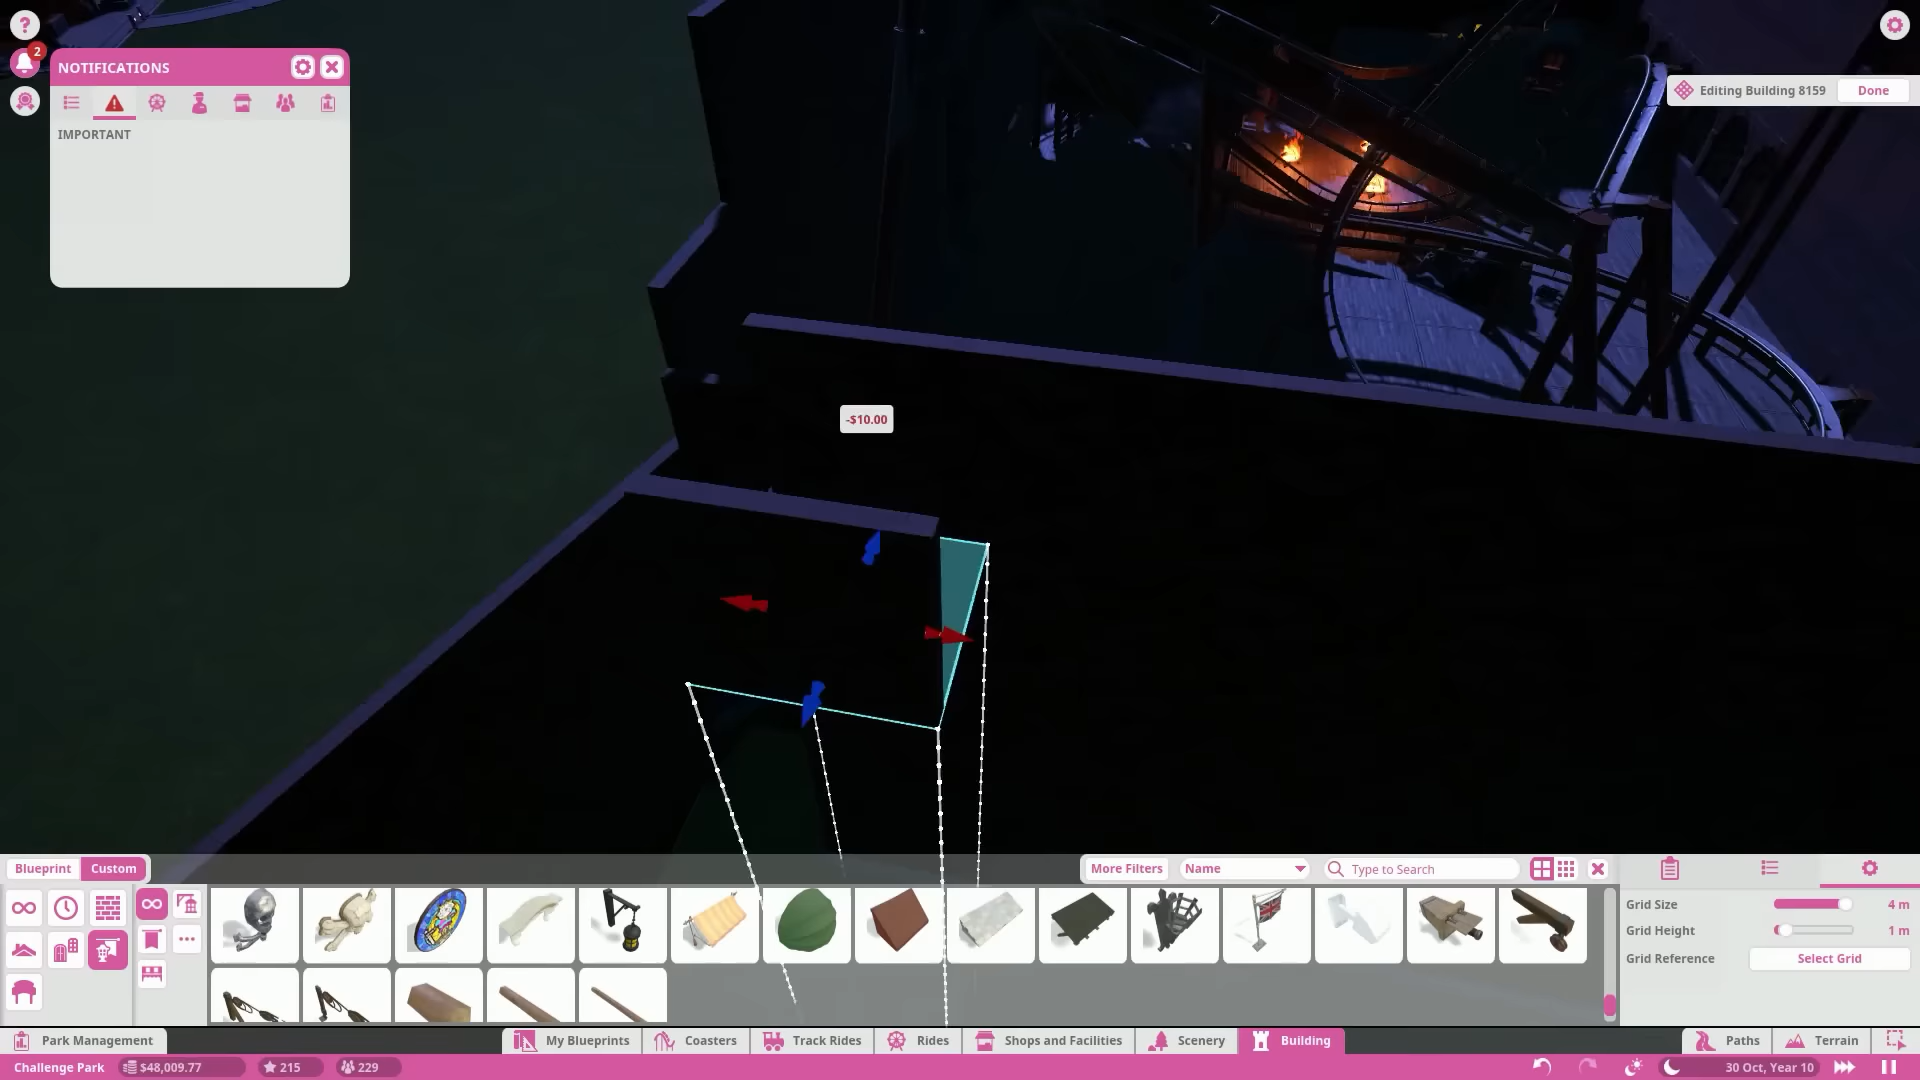 ?
2
NOTIFICATIONS
IMPORTANT
Editing Building 8159
Done
-$10.00
Blueprint
Custom
More Filters
Name
Type to Search
Grid Size
4 m
Grid Height
1 m
Grid Reference
Select Grid
Park Management
My Blueprints
Coasters
Track Rides
Rides
Shops and Facilities
Scenery
Building
Paths
Terrain
Challenge Park
$48,009.77
215
229
30 Oct, Year 10